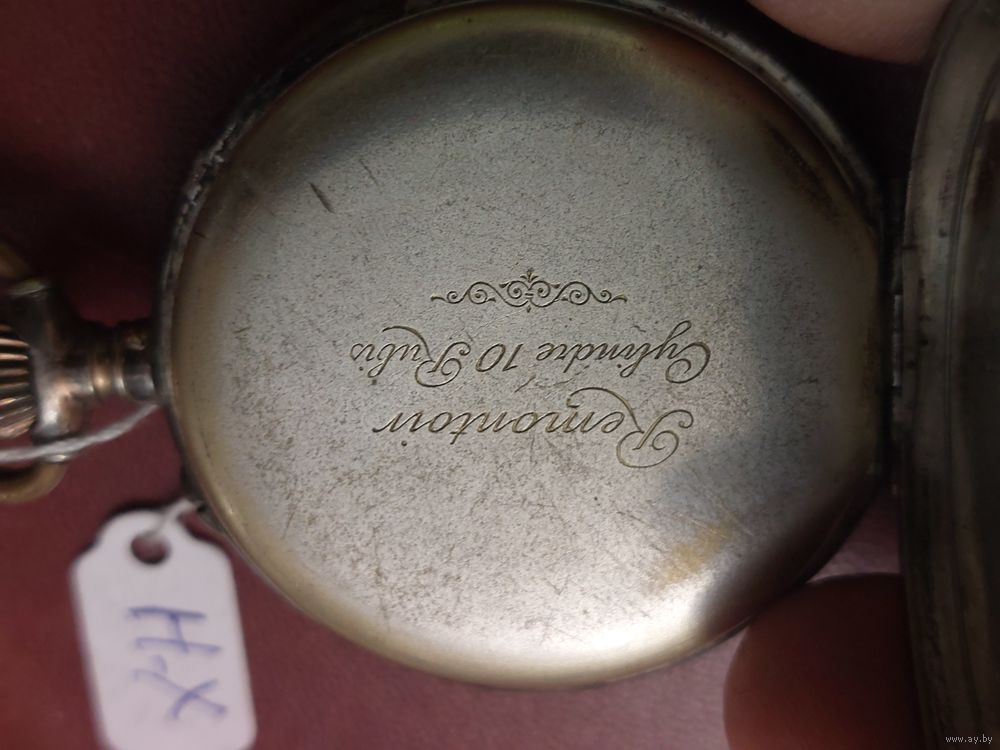 Remontoir
Cylindre 10 Rubis
H-X
www.ay.by